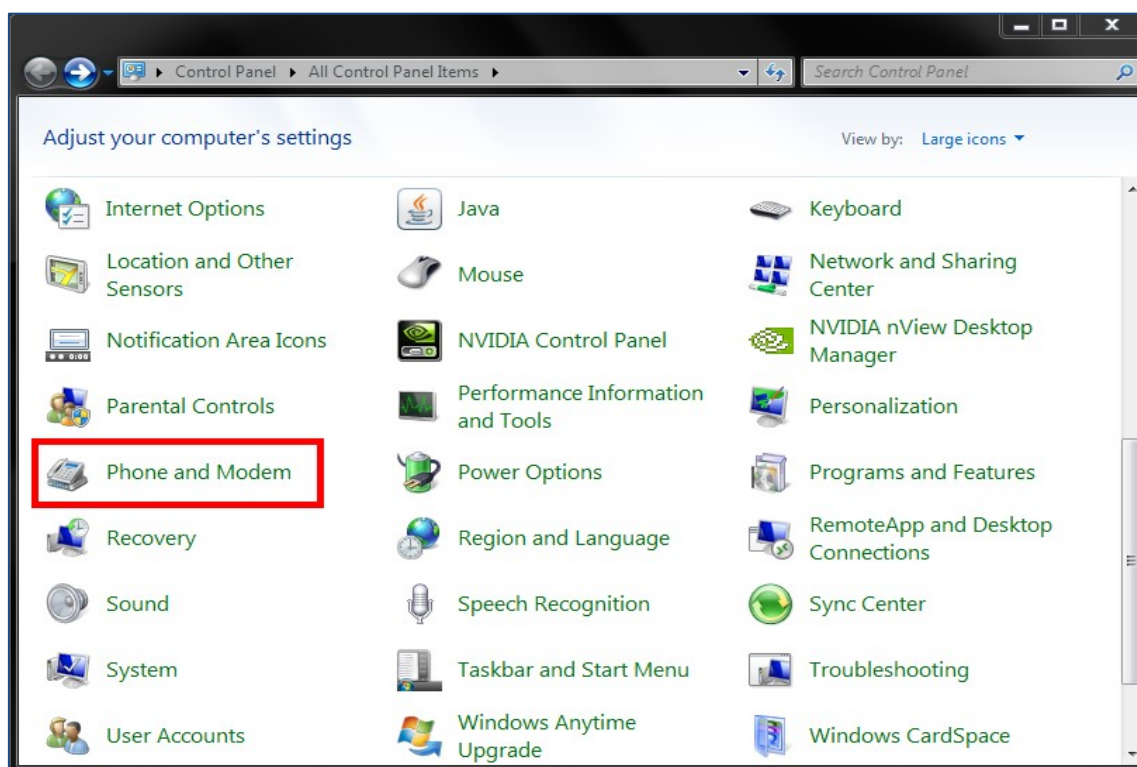 Control Panel ▸ All Control Panel Items ▸
Search Control Panel
Adjust your computer's settings
View by: Large icons
Internet Options
Java
Keyboard
Location and Other
Sensors
Mouse
Network and Sharing
Center
Notification Area Icons
NVIDIA Control Panel
NVIDIA nView Desktop
Manager
Parental Controls
Performance Information
and Tools
Personalization
Phone and Modem
Power Options
Programs and Features
Recovery
Region and Language
RemoteApp and Desktop
Connections
Sound
Speech Recognition
Sync Center
System
Taskbar and Start Menu
Troubleshooting
User Accounts
Windows Anytime
Upgrade
Windows CardSpace